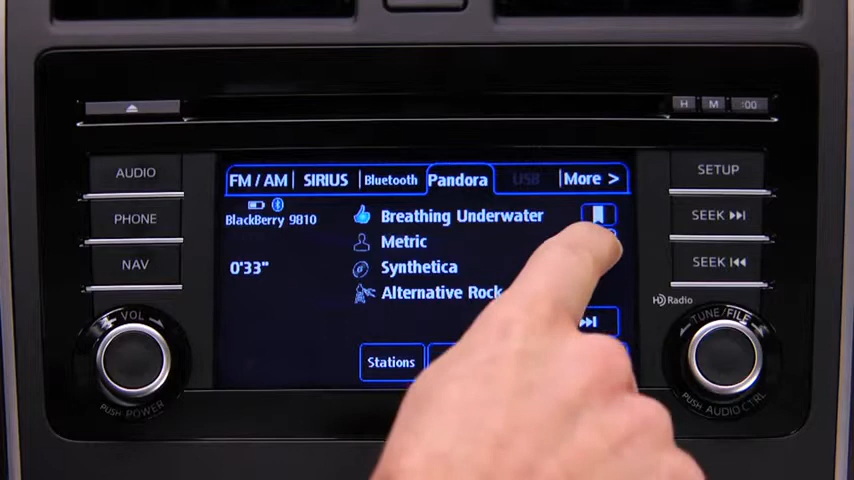 H M :00
AUDIO
PHONE
NAV
VOL
PUSH POWER
FM / AM SIRIUS Bluetooth Pandora USB More >
BlackBerry 9810
0'33"
Breathing Underwater
Metric
Synthetica
Alternative Rock
Stations
SETUP
SEEK
SEEK
HD Radio
TUNE/FILE
PUSH AUDIO CTRL